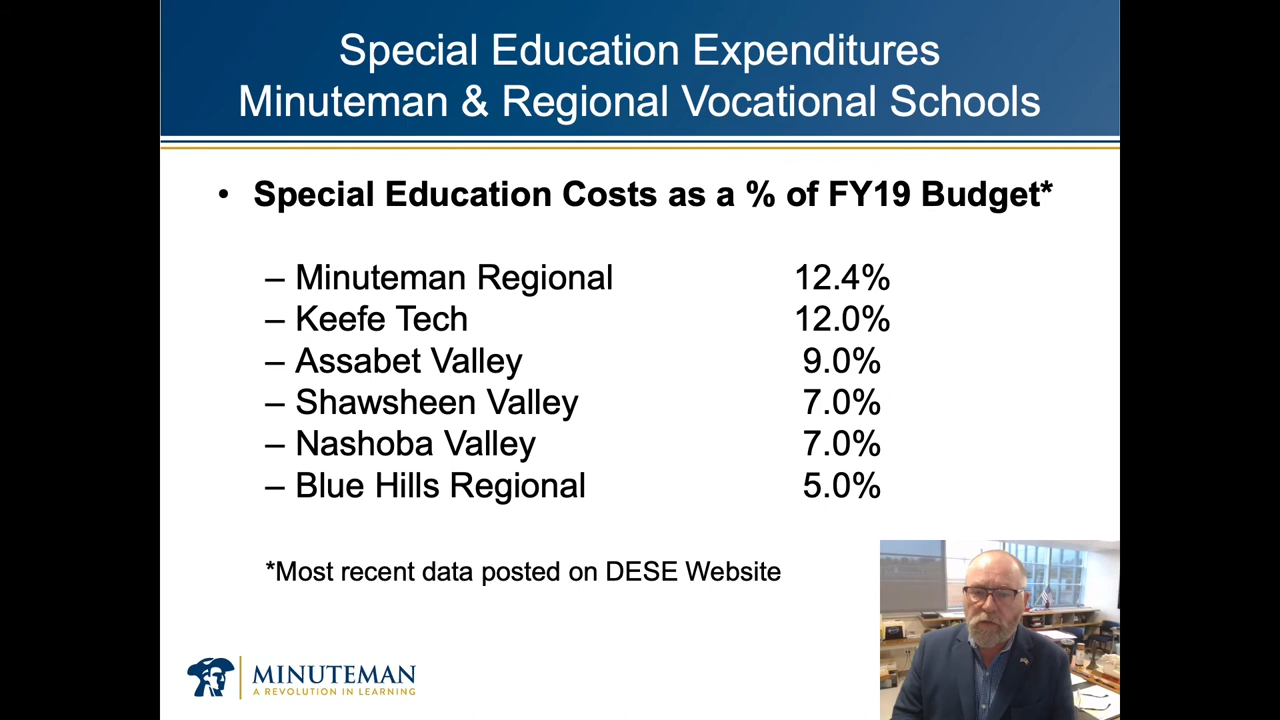 Special Education Expenditures
Minuteman & Regional Vocational Schools
• Special Education Costs as a % of FY19 Budget*
– Minuteman Regional 12.4%
– Keefe Tech 12.0%
– Assabet Valley 9.0%
– Shawsheen Valley 7.0%
– Nashoba Valley 7.0%
– Blue Hills Regional 5.0%
*Most recent data posted on DESE Website
MINUTEMAN
A REVOLUTION IN LEARNING